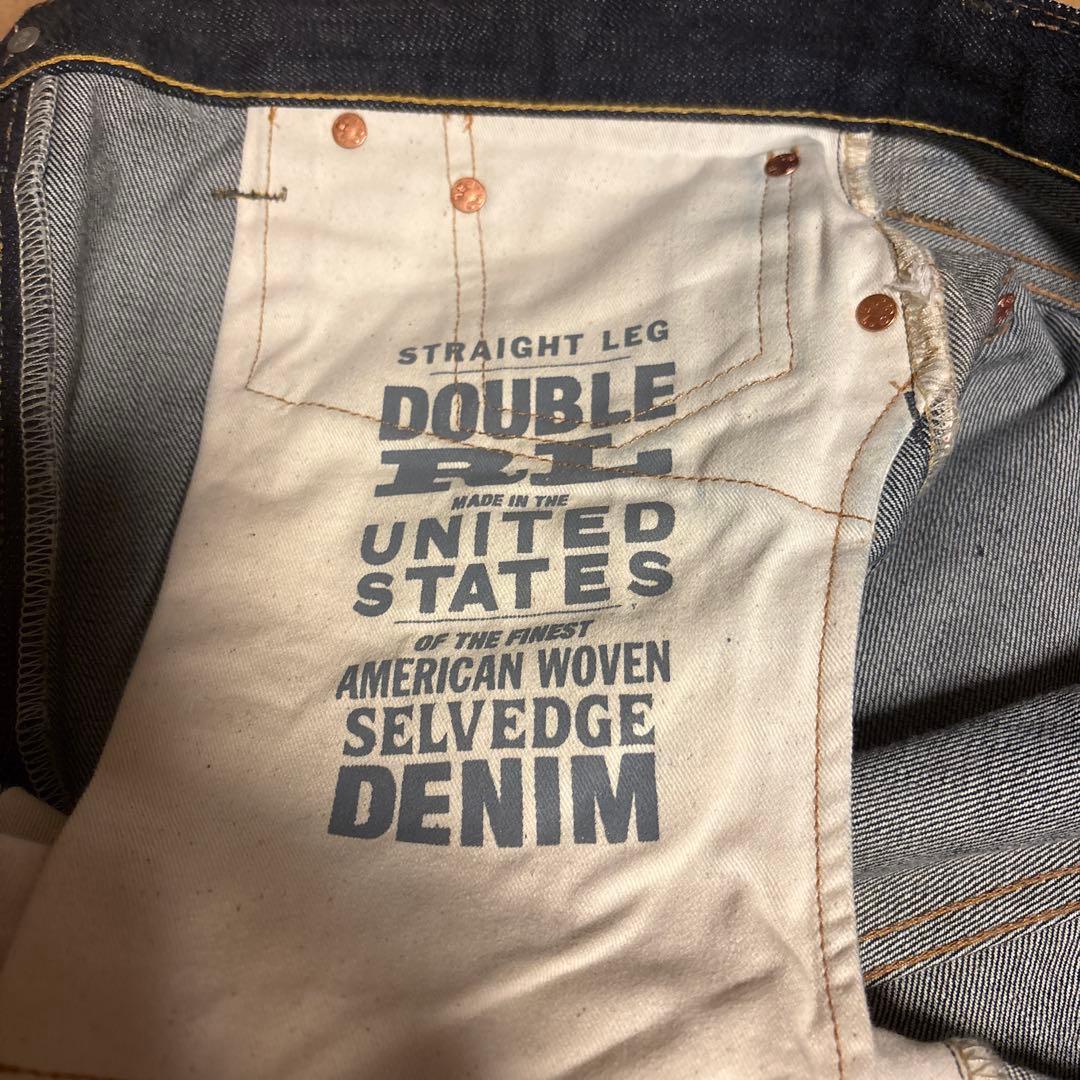 STRAIGHT LEG
DOUBLE
RL
MADE IN THE
UNITED
STATES
OF THE FINEST
AMERICAN WOVEN
SELVEDGE
DENIM